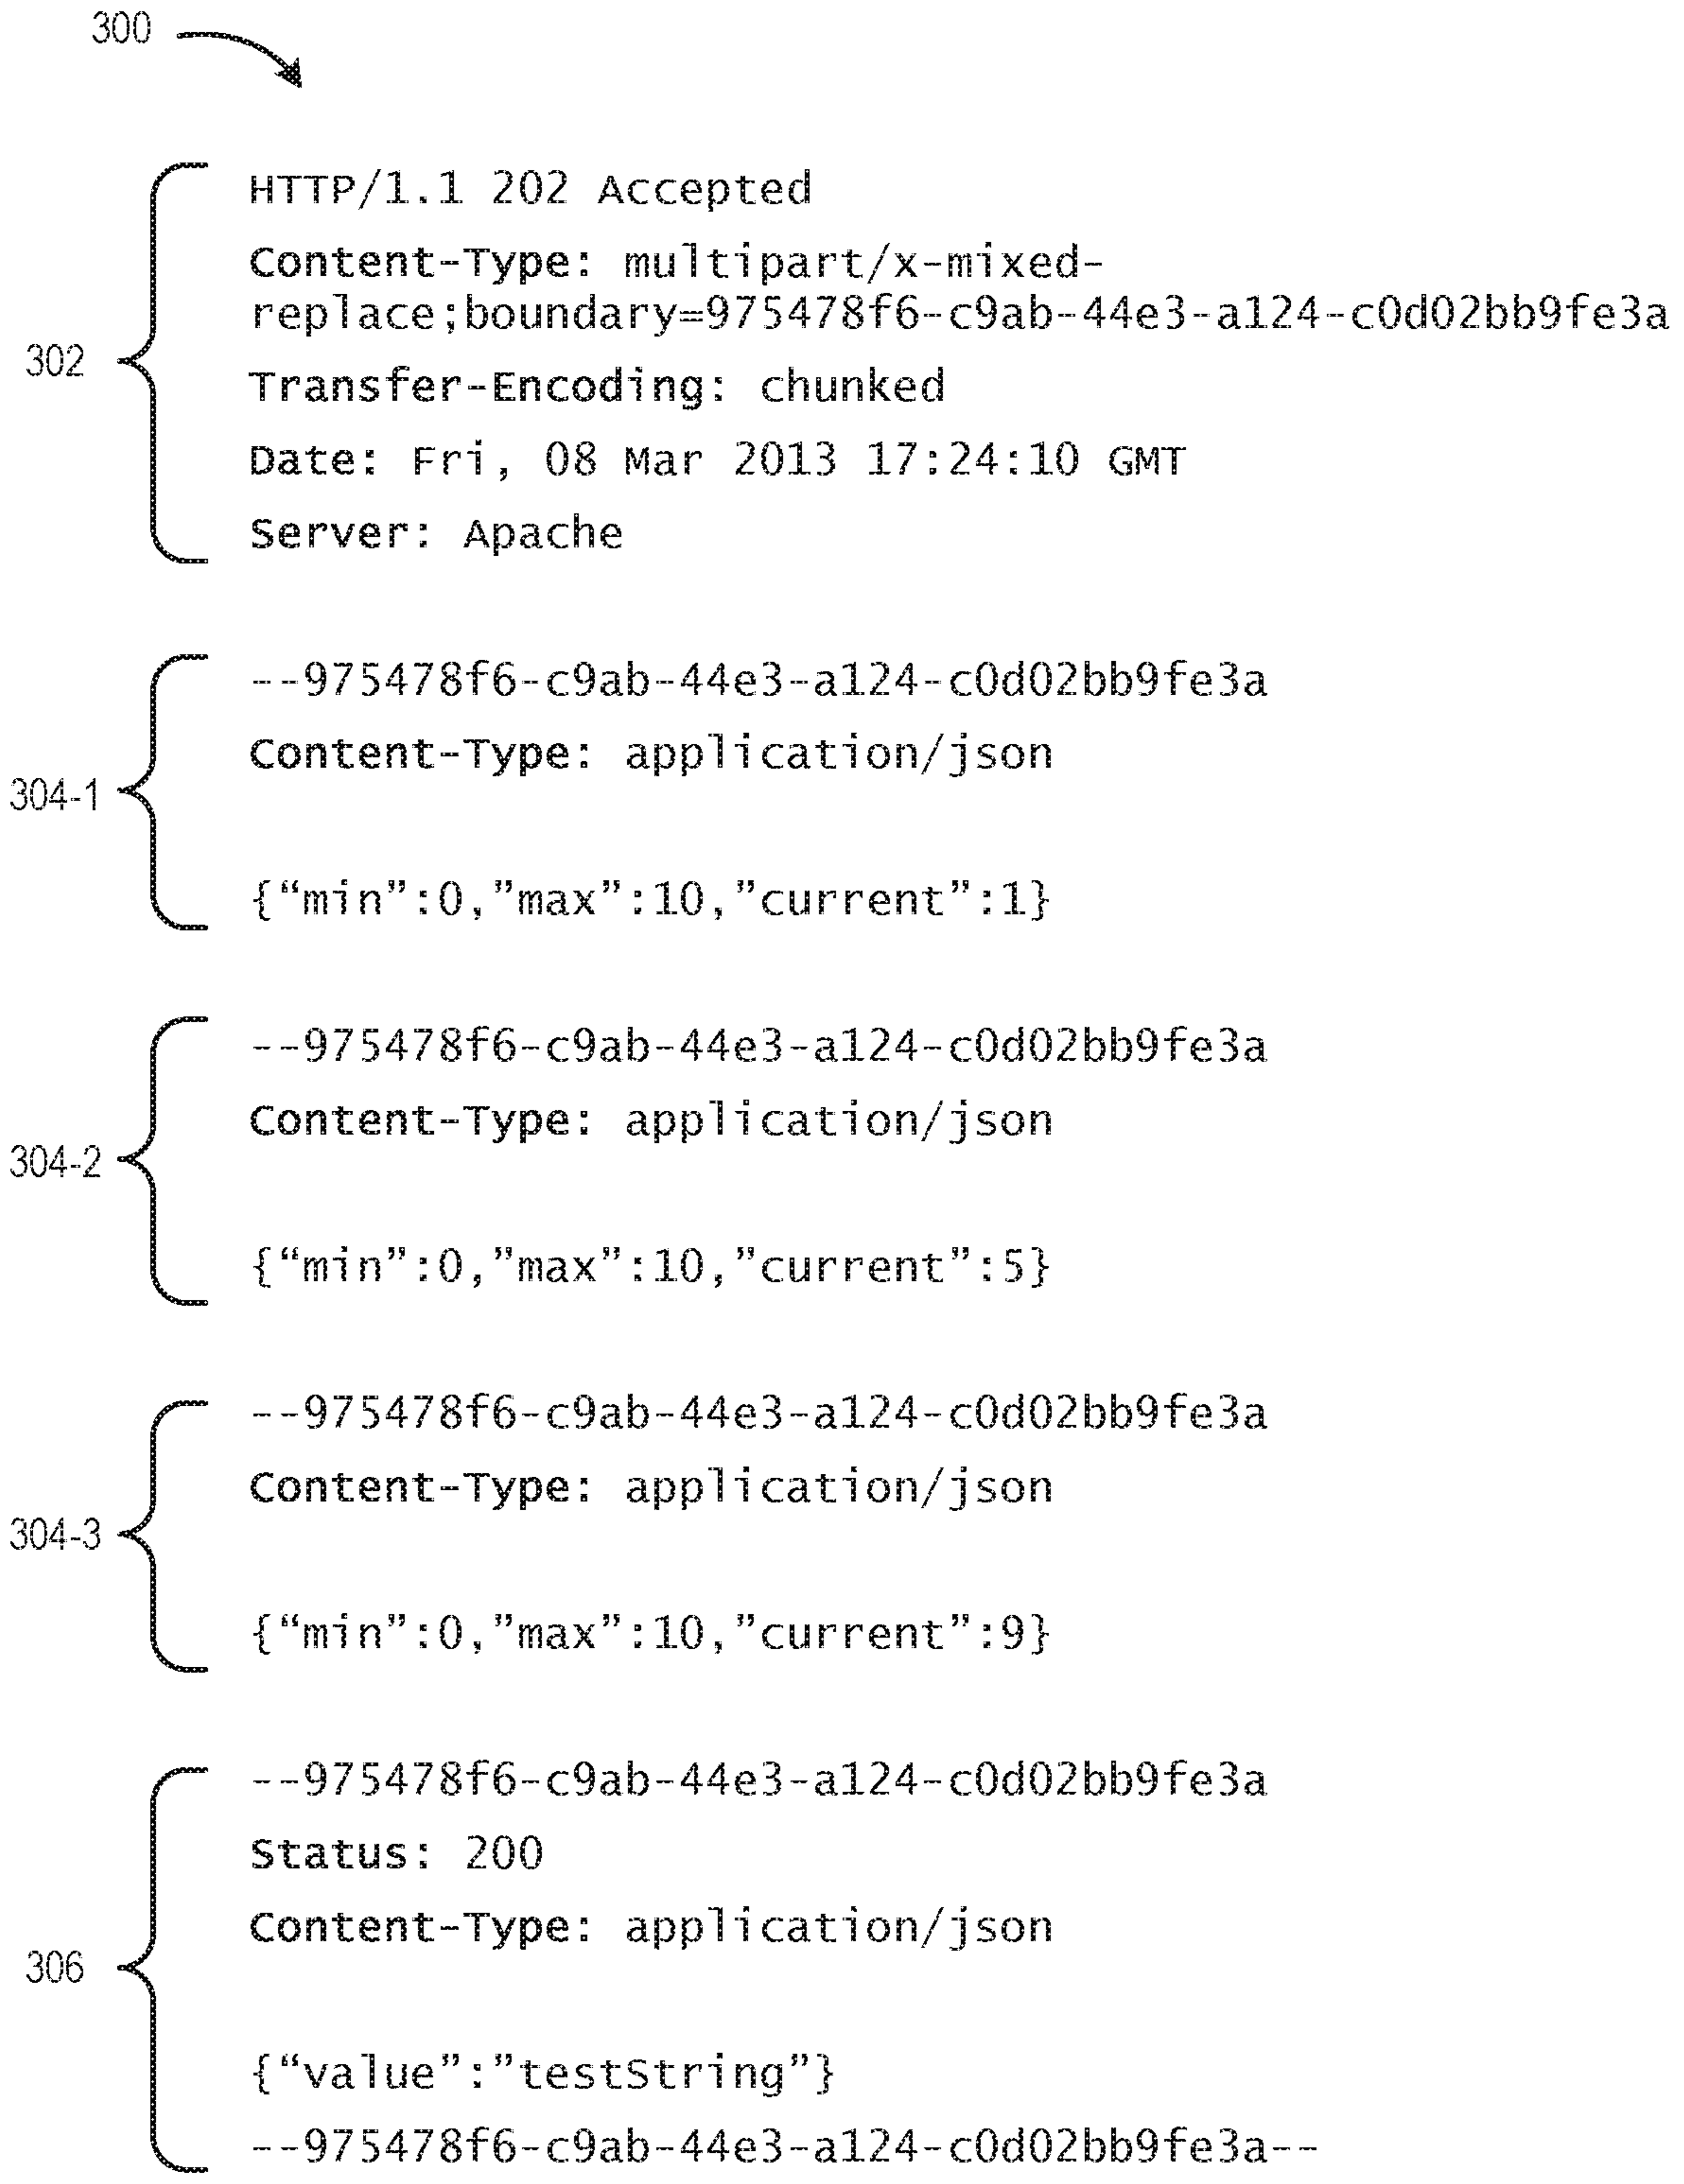 300
HTTP/1.1 202 Accepted
Content-Type: multipart/x-mixed-
replace;boundary=975478f6-c9ab-44e3-a124-c0d02bb9fe3a
302
Transfer-Encoding: chunked
Date: Fri, 08 Mar 2013 17:24:10 GMT
Server: Apache
--975478f6-c9ab-44e3-a124-c0d02bb9fe3a
Content-Type: application/json
304-1
{“min”:0,”max”:10,”current”:1}
--975478f6-c9ab-44e3-a124-c0d02bb9fe3a
Content-Type: application/json
304-2
{“min”:0,”max”:10,”current”:5}
--975478f6-c9ab-44e3-a124-c0d02bb9fe3a
Content-Type: application/json
304-3
{“min”:0,”max”:10,”current”:9}
--975478f6-c9ab-44e3-a124-c0d02bb9fe3a
Status: 200
Content-Type: application/json
306
{“value”:”testString”}
--975478f6-c9ab-44e3-a124-c0d02bb9fe3a--